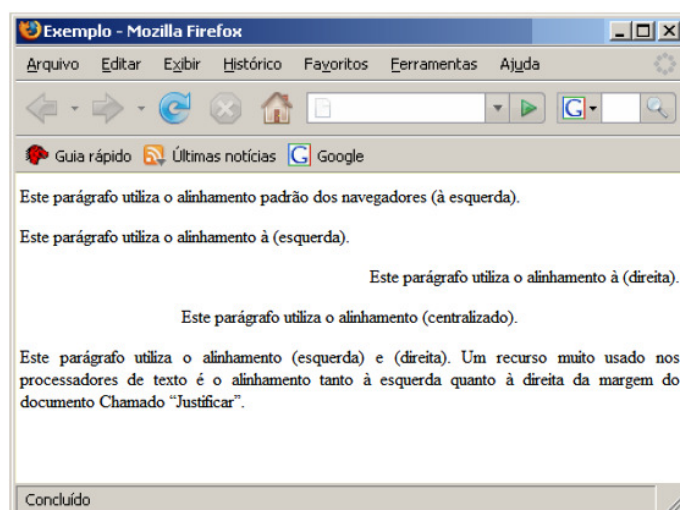 Exemplo - Mozilla Firefox
Arquivo Editar Exibir Histórico Favoritos Ferramentas Ajuda
G
Guia rápido Últimas notícias G Google
Este parágrafo utiliza o alinhamento padrão dos navegadores (à esquerda).
Este parágrafo utiliza o alinhamento à (esquerda).
Este parágrafo utiliza o alinhamento à (direita).
Este parágrafo utiliza o alinhamento (centralizado).
Este parágrafo utiliza o alinhamento (esquerda) e (direita). Um recurso muito usado nos
processadores de texto é o alinhamento tanto à esquerda quanto à direita da margem do
documento Chamado “Justificar”.
Concluído